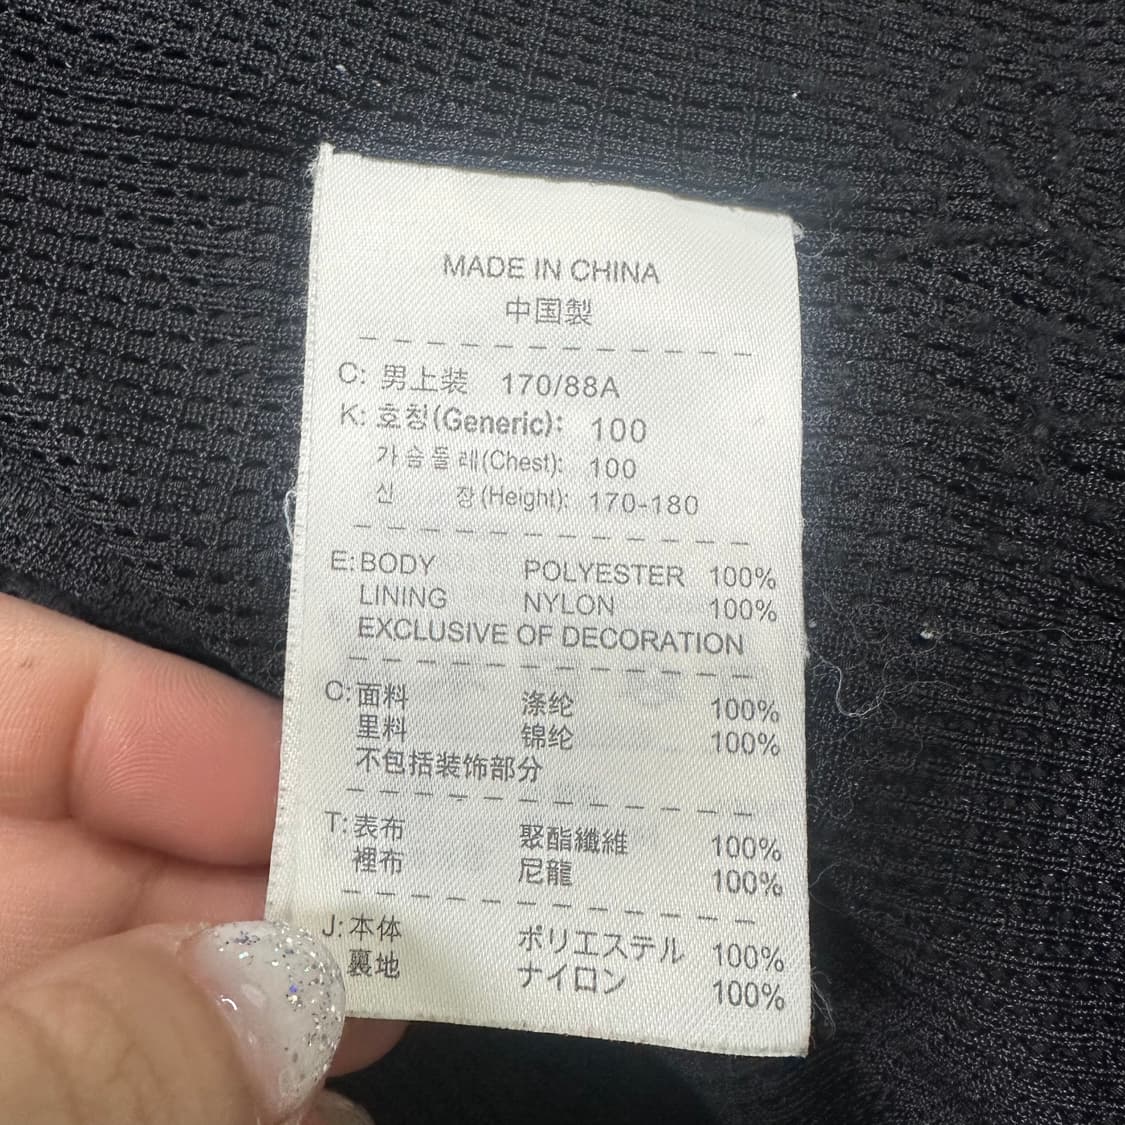 MADE IN CHINA
中国製
C: 男上装 170/88A
K: 호칭(Generic): 100
가슴둘레(Chest): 100
신 장(Height): 170-180
E: BODY POLYESTER 100%
LINING NYLON 100%
EXCLUSIVE OF DECORATION
C: 面料 涤纶 100%
里料 锦纶 100%
不包括装饰部分
T: 表布 聚酯纖維 100%
裡布 尼龍 100%
J: 本体 ポリエステル 100%
裏地 ナイロン 100%